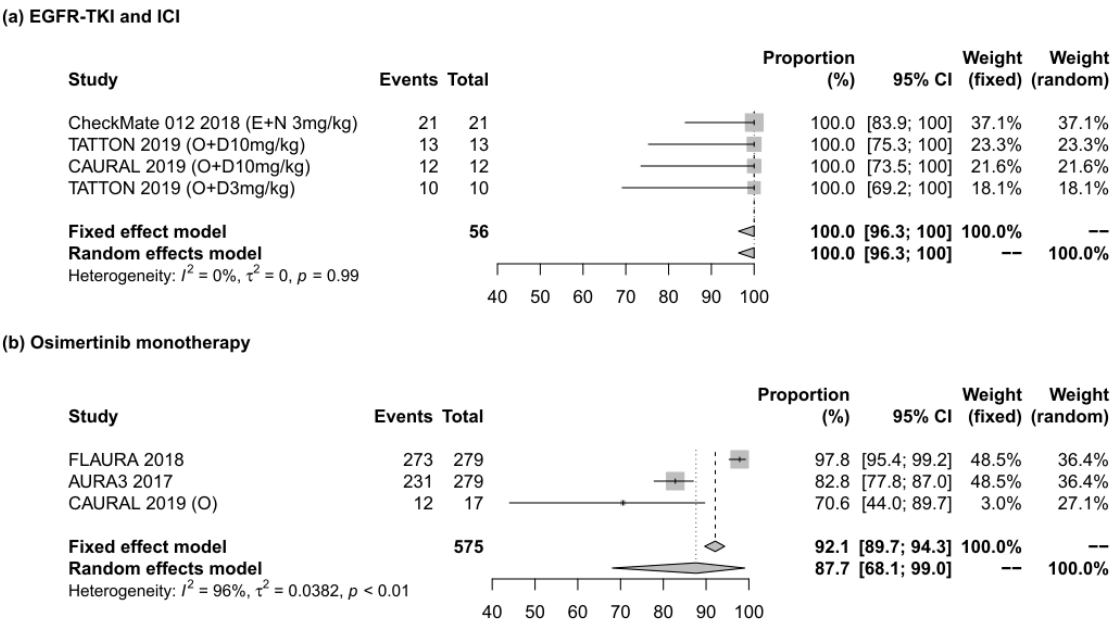 (a) EGFR-TKI and ICI
Proportion Weight Weight
Study Events Total (%) 95% CI (fixed) (random)
CheckMate 012 2018 (E+N 3mg/kg) 21 21 100.0 [83.9; 100] 37.1% 37.1%
TATTON 2019 (O+D10mg/kg) 13 13 100.0 [75.3; 100] 23.3% 23.3%
CAURAL 2019 (O+D10mg/kg) 12 12 100.0 [73.5; 100] 21.6% 21.6%
TATTON 2019 (O+D3mg/kg) 10 10 100.0 [69.2; 100] 18.1% 18.1%
Fixed effect model 56 100.0 [96.3; 100] 100.0% −−
Random effects model 100.0 [96.3; 100] −− 100.0%
Heterogeneity: I² = 0%, τ² = 0, p = 0.99
40 50 60 70 80 90 100
(b) Osimertinib monotherapy
Proportion Weight Weight
Study Events Total (%) 95% CI (fixed) (random)
FLAURA 2018 273 279 97.8 [95.4; 99.2] 48.5% 36.4%
AURA3 2017 231 279 82.8 [77.8; 87.0] 48.5% 36.4%
CAURAL 2019 (O) 12 17 70.6 [44.0; 89.7] 3.0% 27.1%
Fixed effect model 575 92.1 [89.7; 94.3] 100.0% −−
Random effects model 87.7 [68.1; 99.0] −− 100.0%
Heterogeneity: I² = 96%, τ² = 0.0382, p < 0.01
40 50 60 70 80 90 100